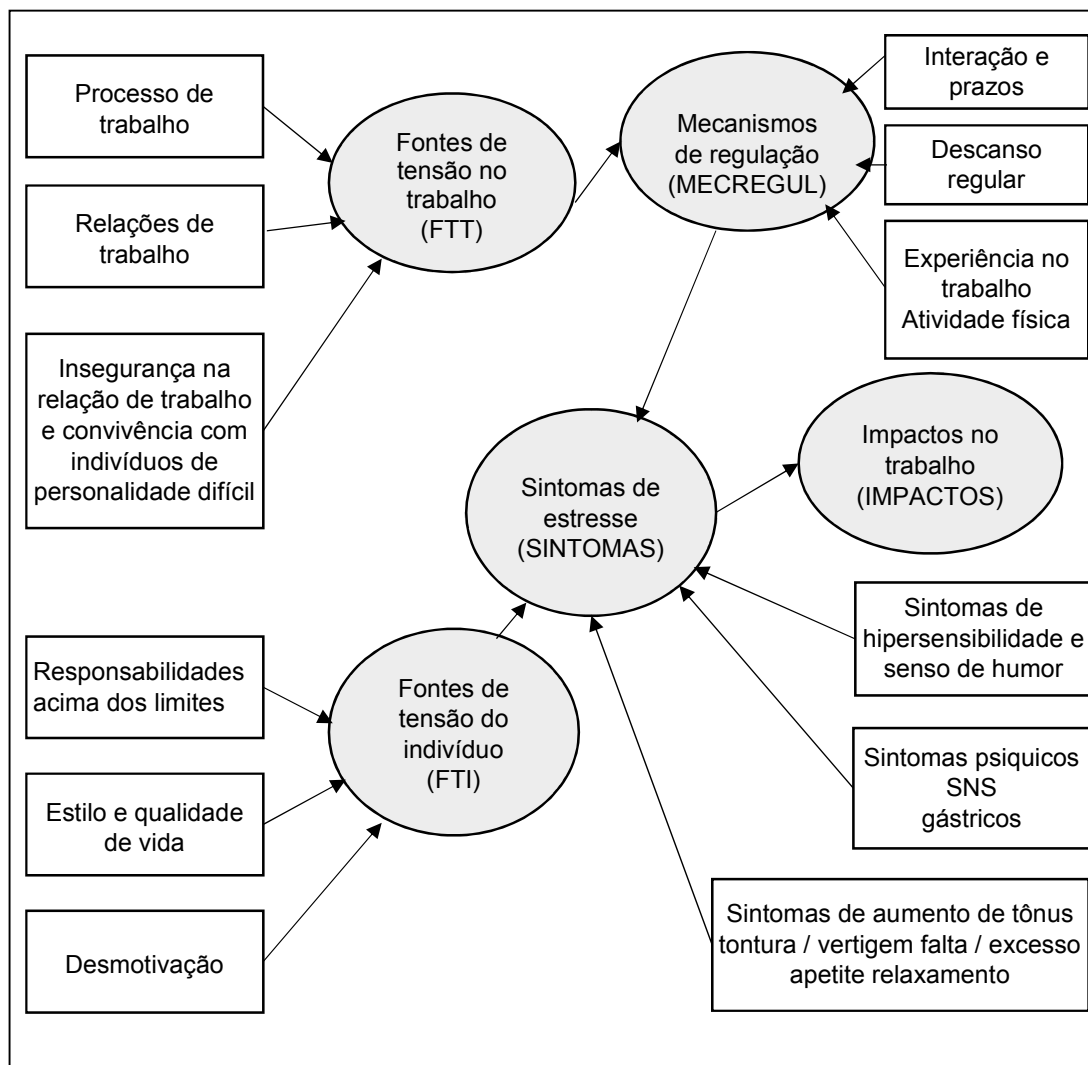 Processo de
trabalho
Relações de
trabalho
Insegurança na
relação de trabalho
e convivência com
indivíduos de
personalidade difícil
Fontes de
tensão no
trabalho
(FTT)
Mecanismos
de regulação
(MECREGUL)
Interação e
prazos
Descanso
regular
Experiência no
trabalho
Atividade física
Sintomas de
estresse
(SINTOMAS)
Impactos no
trabalho
(IMPACTOS)
Responsabilidades
acima dos limites
Estilo e qualidade
de vida
Desmotivação
Fontes de
tensão do
indivíduo
(FTI)
Sintomas de
hipersensibilidade e
senso de humor
Sintomas psiquicos
SNS
gástricos
Sintomas de aumento de tônus
tontura / vertigem falta / excesso
apetite relaxamento